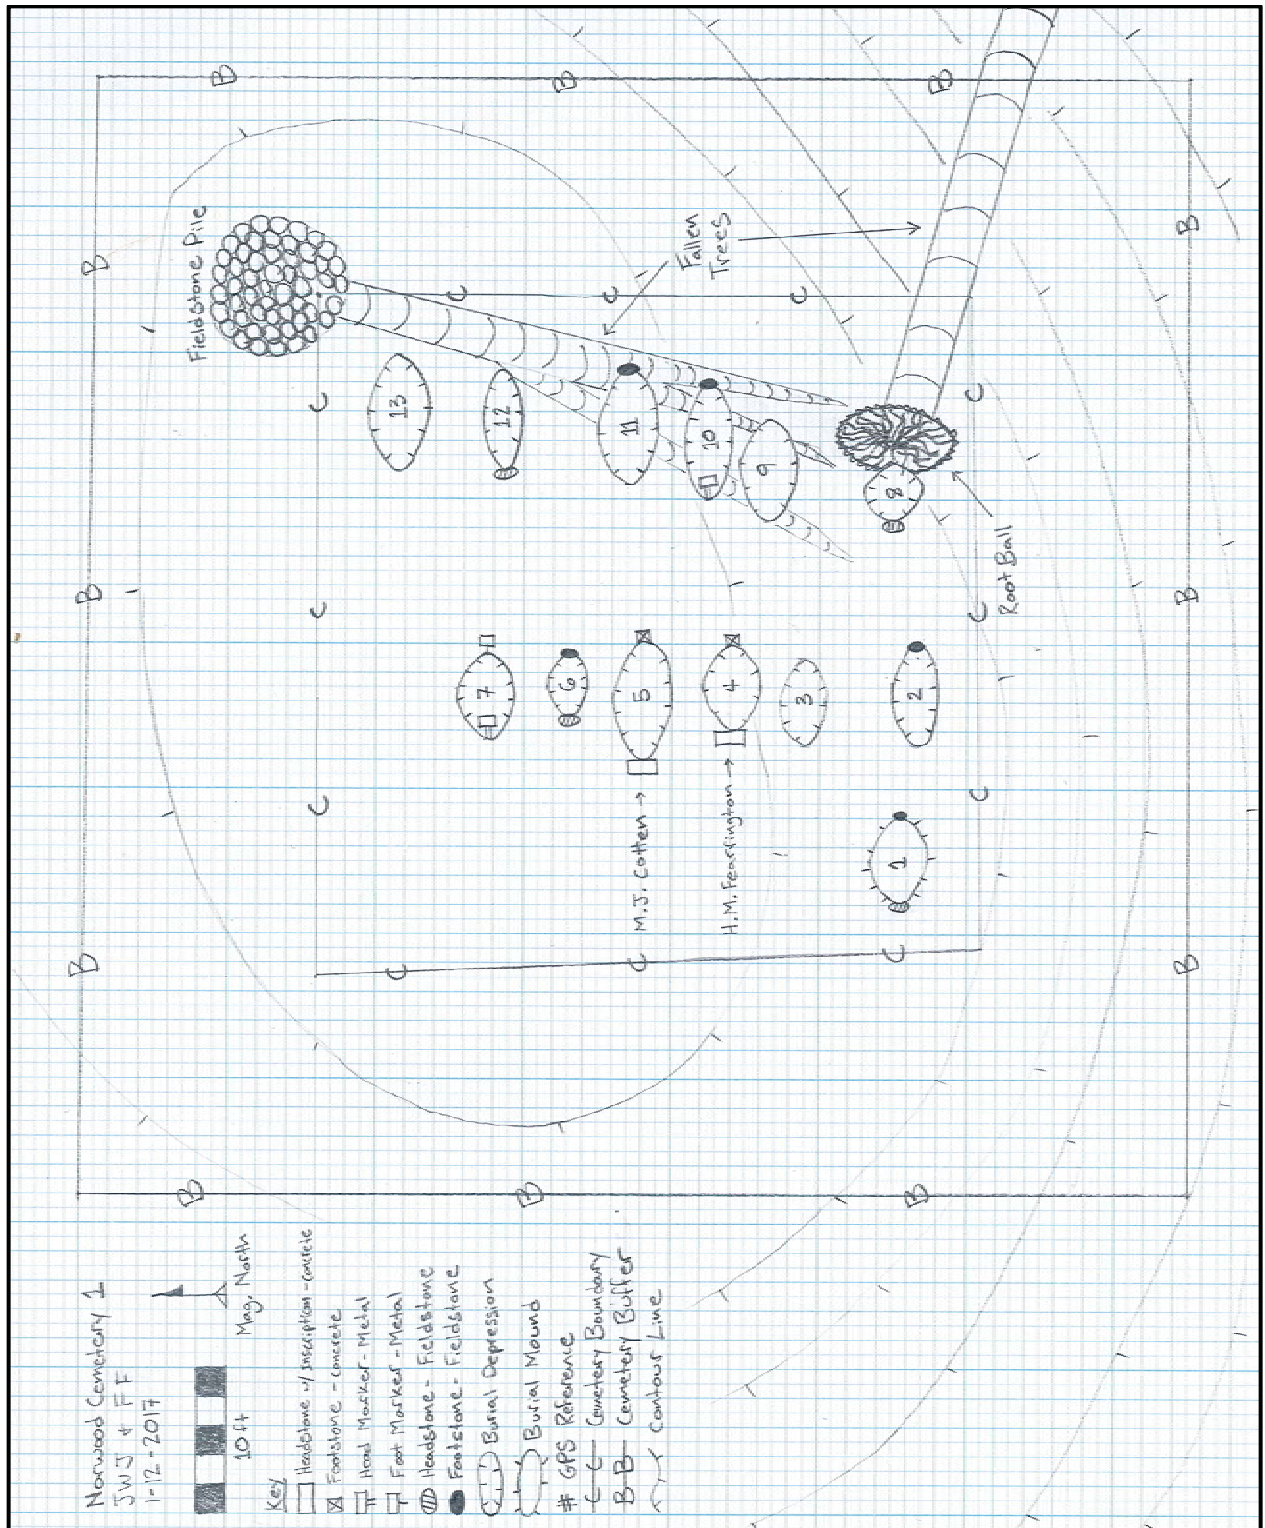 Norwood Cemetery 1
JWJ + FF
1-12-2017
10 ft
Mag. North
Key
Headstone w/ inscription - concrete
Footstone - concrete
Head Marker - Metal
Foot Marker - Metal
Headstone - Fieldstone
Footstone - Fieldstone
Burial Depression
Burial Mound
# GPS Reference
C C Cemetery Boundary
B B Cemetery Buffer
Contour Line
Fieldstone Pile
Fallen
Trees
Root Ball
M.J. Cotten →
H.M. Fearrington →
1
2
3
4
5
6
7
8
9
10
11
12
13
B
B
B
B
B
B
B
B
B
B
B
B
C
C
C
C
C
C
C
C
C
C
C
C